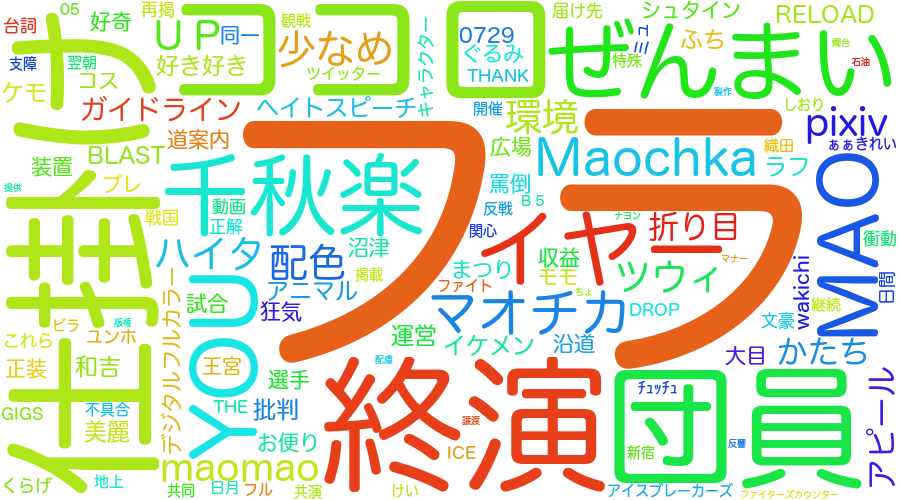 台詞
05
好奇
再掲
UP
同一
観戦
少なめ
ロコ
0729
ぐるみ
THANK
キャラクター
届け先
シュタイン
RELOAD
ぜんまい
ミュ
ふち
特殊
燭台
石油
支障
翌朝
コス
好き好き
ツイッター
ケモ
仕掛け
ガイドライン
ヘイトスピーチ
開催
環境
製作
しおり
pixiv
道案内
広場
織田
ぁぁきれい
装置
BLAST
千秋楽
フラ
Maochka
ラフ
提供
ブレ
罵倒
B5
戦国
動画
正解
反戦
関心
ナヨン
折り目
MAO
衝動
ハイタ
配色
沼津
イヤー
収益
ツウィ
マナー
アニマル
掲載
まつり
モモ
ちょ
ファイト
日間
wakichi
継続
試合
狂気
マオチカ
DROP
文豪
これら
ビラ
版権
ユンホ
YOU
運営
イケメン
沿道
大目
かたち
正装
和吉
王宮
配慮
デジタルフルカラー
選手
終演
団員
チュッチュ
アピール
GIGS
不具合
THE
批判
譲渡
美麗
お便り
ICE
反響
新宿
maomao
くらげ
地上
共同
日月
フル
共演
けい
アイスブレーカーズ
ファイターズカウンター